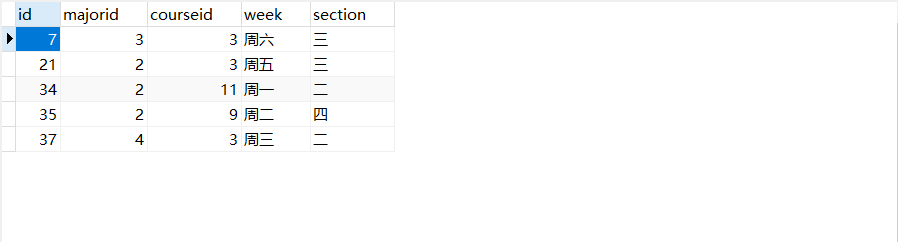 id majorid courseid week section
7 3 3 周六 三
21 2 3 周五 三
34 2 11 周一 二
35 2 9 周二 四
37 4 3 周三 二